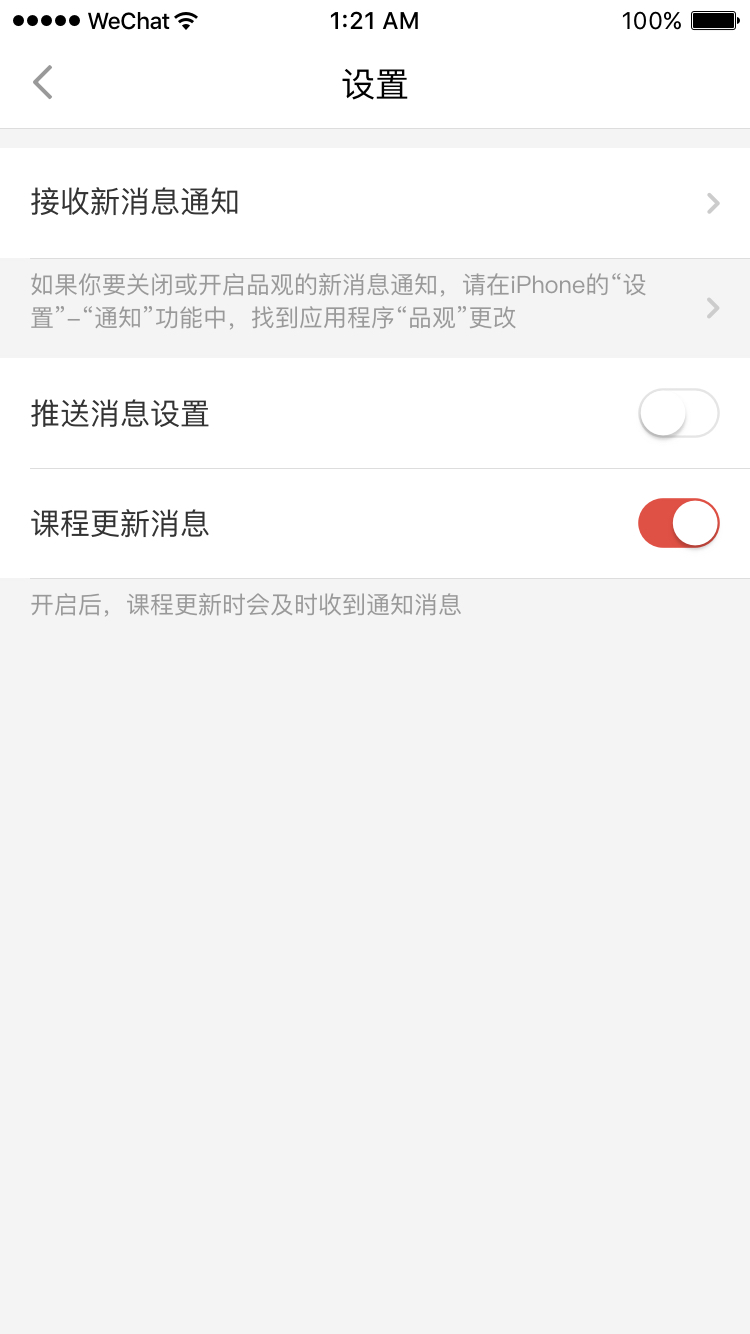 WeChat 1:21 AM 100%
设置
接收新消息通知
如果你要关闭或开启品观的新消息通知，请在iPhone的“设
置”–“通知”功能中，找到应用程序“品观”更改
推送消息设置
课程更新消息
开启后，课程更新时会及时收到通知消息